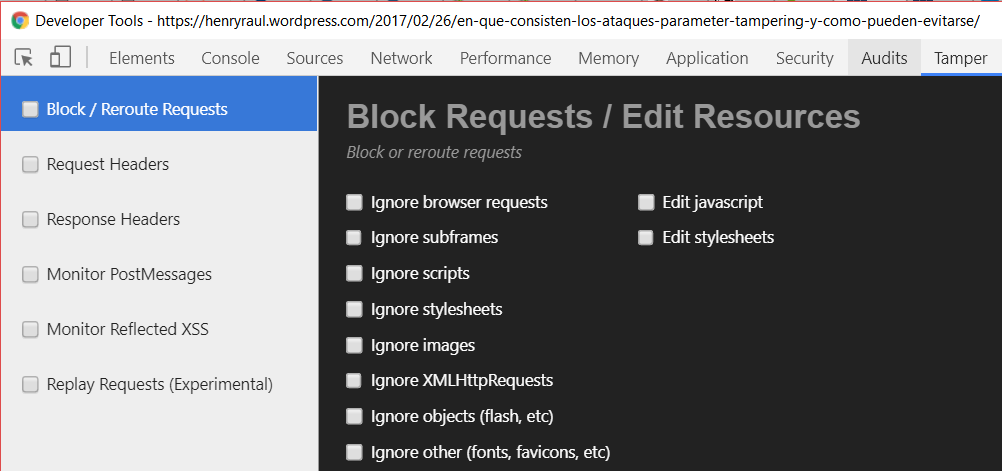 Developer Tools - https://henryraul.wordpress.com/2017/02/26/en-que-consisten-los-ataques-parameter-tampering-y-como-pueden-evitarse/
Elements Console Sources Network Performance Memory Application Security Audits Tamper
Block / Reroute Requests
Request Headers
Response Headers
Monitor PostMessages
Monitor Reflected XSS
Replay Requests (Experimental)
Block Requests / Edit Resources
Block or reroute requests
Ignore browser requests
Ignore subframes
Ignore scripts
Ignore stylesheets
Ignore images
Ignore XMLHttpRequests
Ignore objects (flash, etc)
Ignore other (fonts, favicons, etc)
Edit javascript
Edit stylesheets